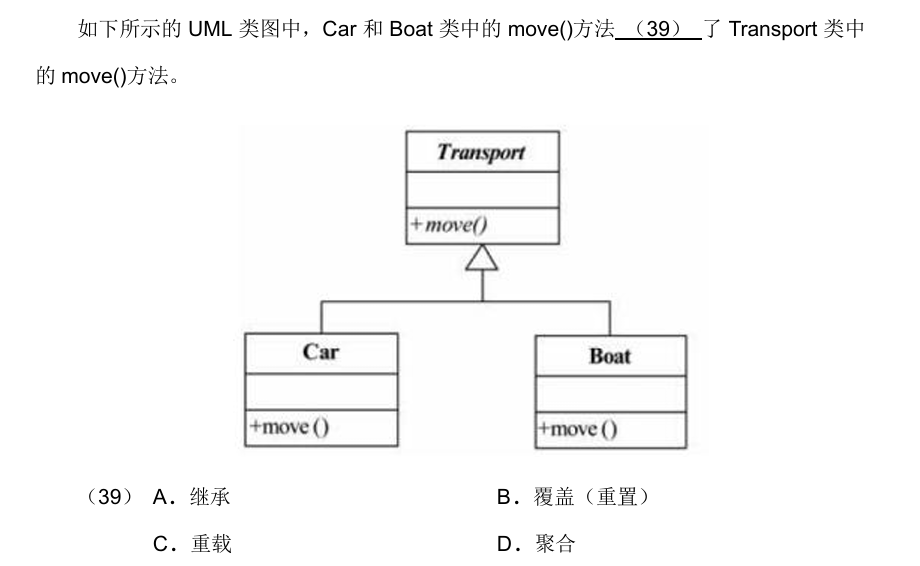 如下所示的 UML 类图中，Car 和 Boat 类中的 move()方法 （39） 了 Transport 类中
的 move()方法。
Transport
+move()
Car
+move()
Boat
+move()
（39） A．继承 B．覆盖（重置）
C．重载 D．聚合